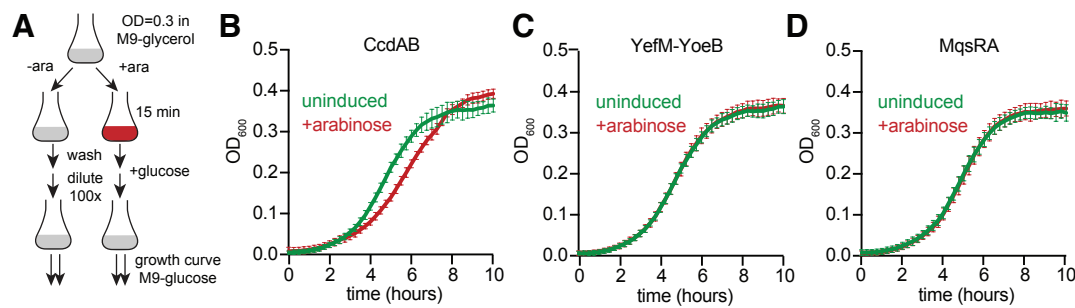 A
OD=0.3 in
M9-glycerol
-ara
+ara
15 min
wash
+glucose
dilute
100x
growth curve
M9-glucose
B
CcdAB
uninduced
+arabinose
OD600
0.5
0.4
0.3
0.2
0.1
0.0
0 2 4 6 8 10
time (hours)
C
YefM-YoeB
uninduced
+arabinose
OD600
0.5
0.4
0.3
0.2
0.1
0.0
0 2 4 6 8 10
time (hours)
D
MqsRA
uninduced
+arabinose
OD600
0.5
0.4
0.3
0.2
0.1
0.0
0 2 4 6 8 10
time (hours)